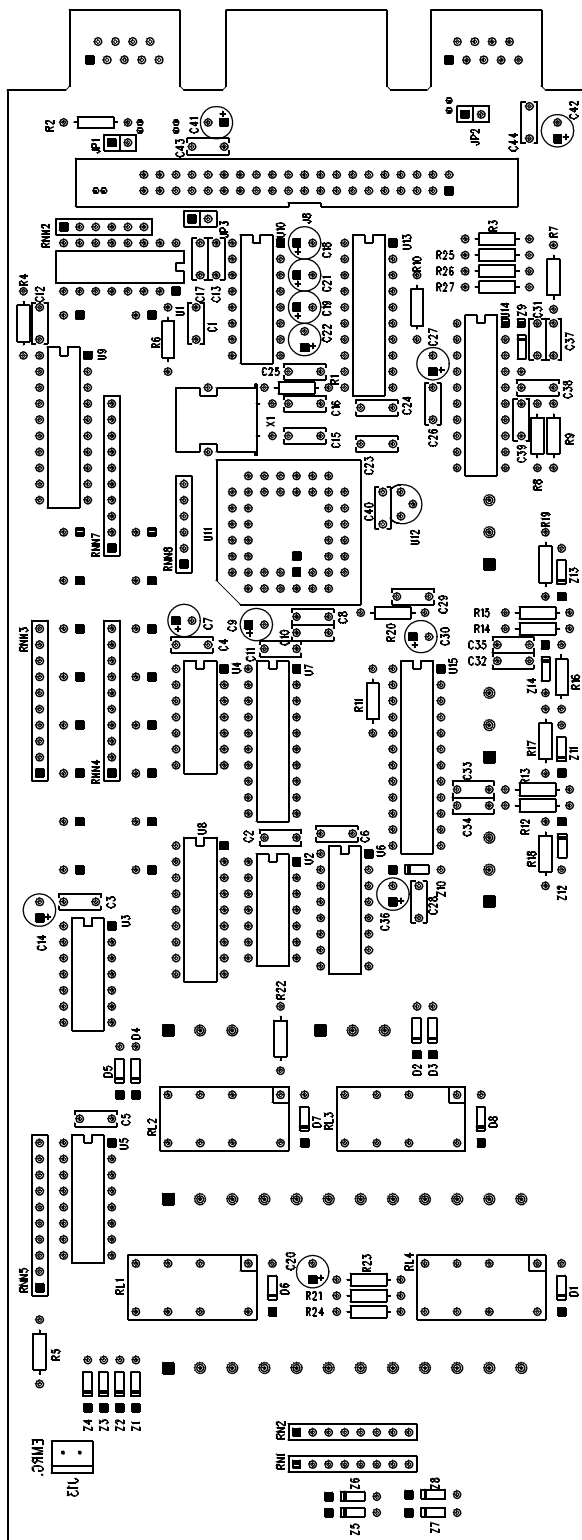 C41
C42
R2
JP1
C43
JP2
C44
RNN2
JP3
U10
J8
C18
U13
R3
R25
R26
R27
R7
R4
C12
C17
C13
C21
R10
U1
C1
C19
U14
Z9
C31
C37
R6
C22
C27
U9
C25
R1
C38
X1
C16
C24
C26
C39
C15
C23
R8
R9
RNN7
RNN8
U11
C40
U12
R19
Z13
C7
C9
C8
C29
R15
R14
RNN3
C4
C10
C11
R20
C30
C35
C32
U4
U7
U15
Z14
R16
R11
RNN4
R17
Z11
C33
R13
C34
R12
U8
C2
C6
U2
U6
R18
Z12
Z10
C36
C28
C3
C14
U3
R22
D4
D5
D2
D3
RL2
D7
RL3
D8
C5
U5
RNN5
RL1
C20
D6
R23
R21
R24
RL4
D1
R5
Z4
Z3
Z2
Z1
EMRG.
J13
RN2
RN1
Z6
Z5
Z8
Z7